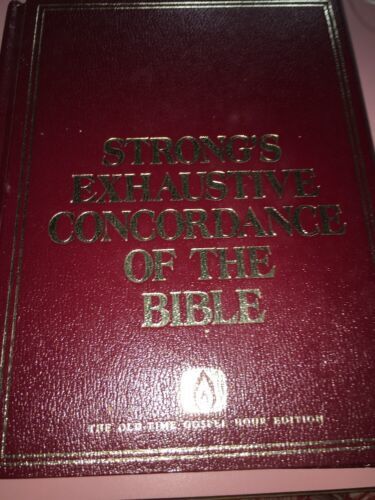 STRONG'S
EXHAUSTIVE
CONCORDANCE
OF THE
BIBLE
THE OLD-TIME GOSPEL HOUR EDITION